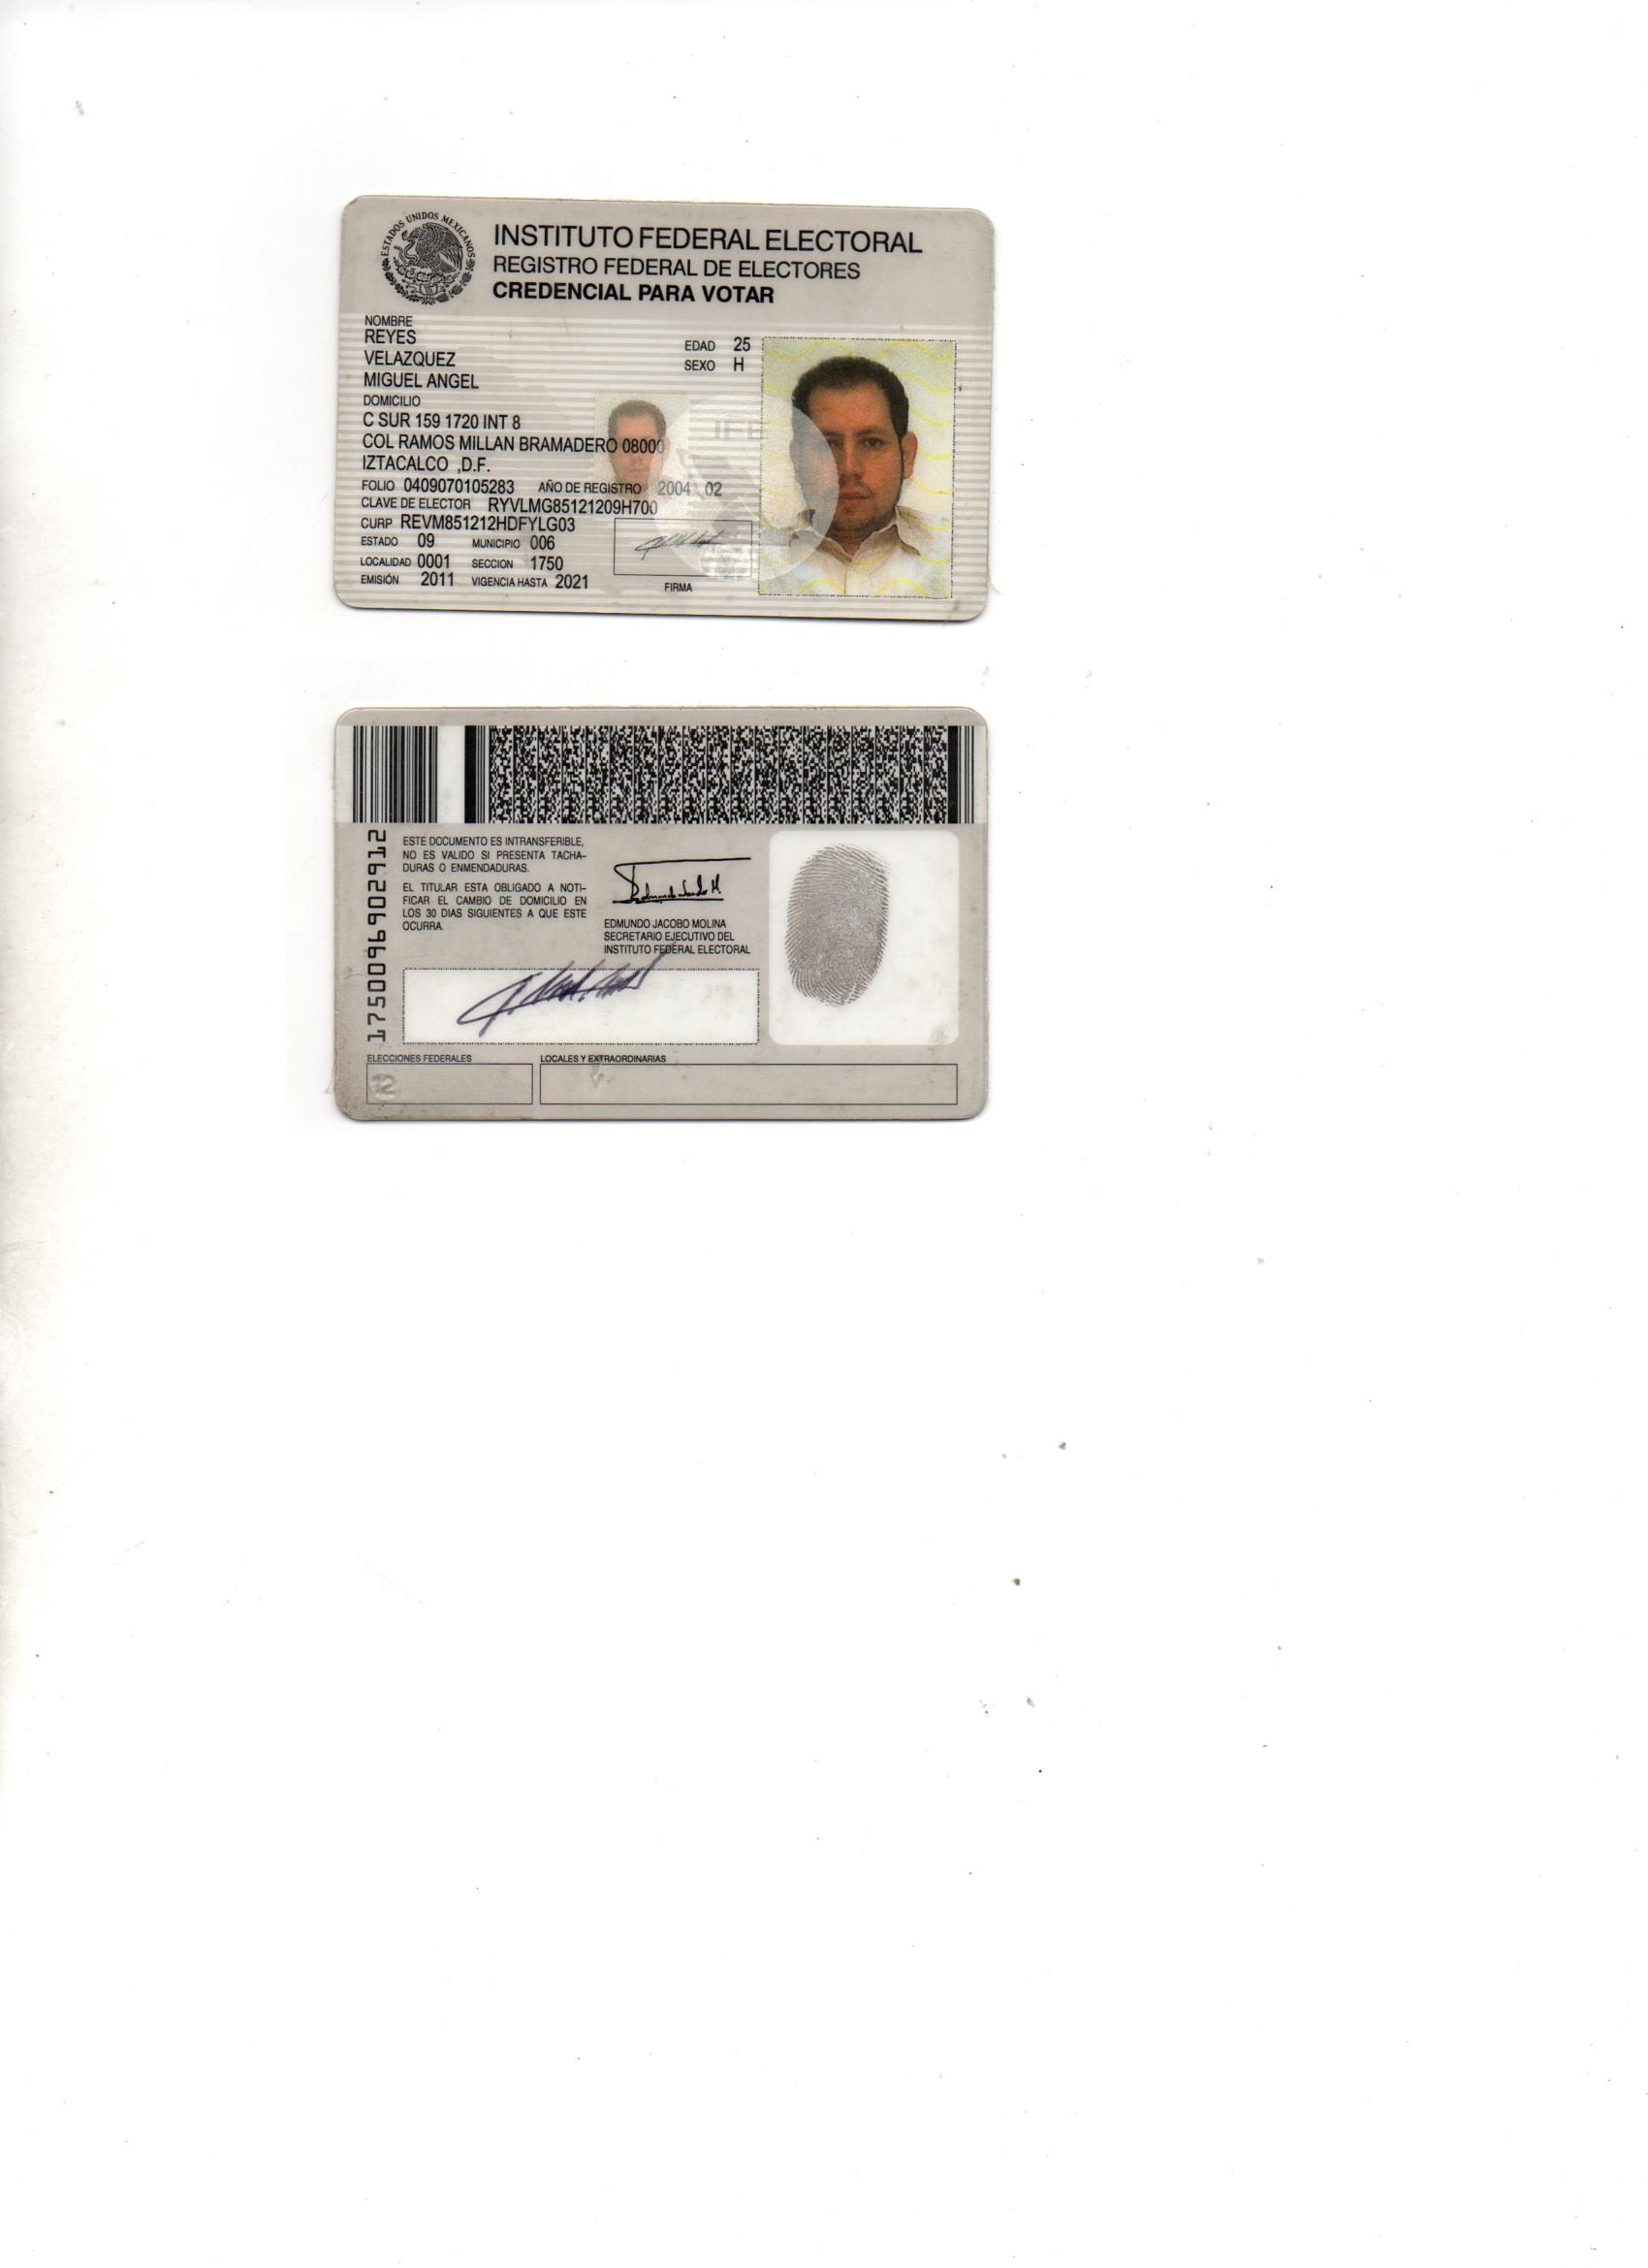 ESTADOS UNIDOS MEXICANOS
INSTITUTO FEDERAL ELECTORAL
REGISTRO FEDERAL DE ELECTORES
CREDENCIAL PARA VOTAR
NOMBRE
REYES
VELAZQUEZ
MIGUEL ANGEL
EDAD 25
SEXO H
DOMICILIO
C SUR 159 1720 INT 8
COL RAMOS MILLAN BRAMADERO 08000
IZTACALCO ,D.F.
FOLIO 0409070105283 AÑO DE REGISTRO 2004 02
CLAVE DE ELECTOR RYVLMG85121209H700
CURP REVM851212HDFYLG03
ESTADO 09 MUNICIPIO 006
LOCALIDAD 0001 SECCION 1750
EMISIÓN 2011 VIGENCIA HASTA 2021
FIRMA
1750096902912
ESTE DOCUMENTO ES INTRANSFERIBLE,
NO ES VALIDO SI PRESENTA TACHA-
DURAS O ENMENDADURAS.
EL TITULAR ESTA OBLIGADO A NOTI-
FICAR EL CAMBIO DE DOMICILIO EN
LOS 30 DIAS SIGUIENTES A QUE ESTE
OCURRA.
EDMUNDO JACOBO MOLINA
SECRETARIO EJECUTIVO DEL
INSTITUTO FEDERAL ELECTORAL
ELECCIONES FEDERALES
LOCALES Y EXTRAORDINARIAS
12